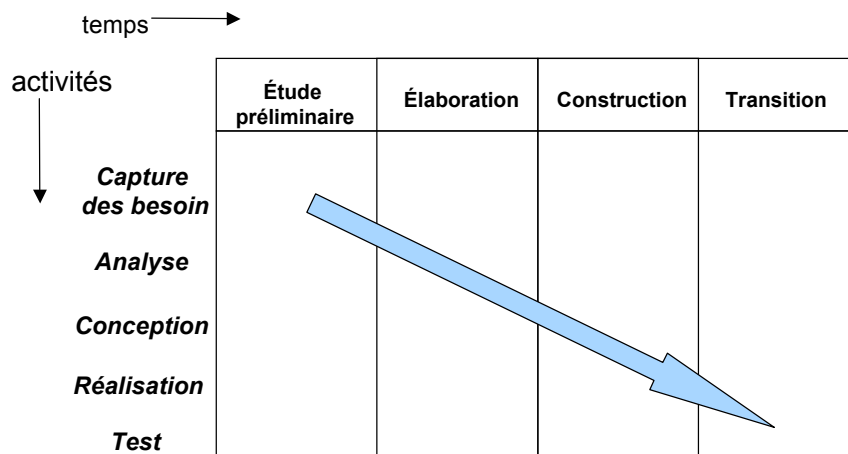 temps
activités
Étude
préliminaire
Élaboration
Construction
Transition
Capture
des besoin
Analyse
Conception
Réalisation
Test